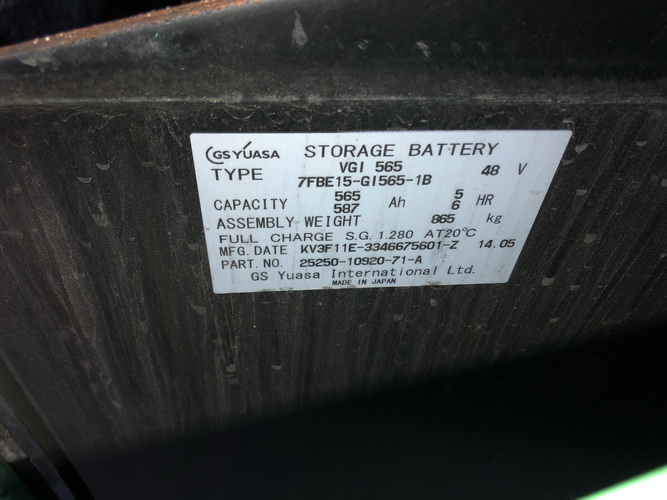 GS YUASA STORAGE BATTERY
TYPE VGI 565 48 V
7FBE15-GI565-1B
CAPACITY 565 Ah 5 HR
587 6
ASSEMBLY WEIGHT 865 kg
FULL CHARGE S.G. 1.280 AT20℃
MFG. DATE KV3F11E-3346675601-Z 14.05
PART.NO. 25250-10920-71-A
GS Yuasa International Ltd.
MADE IN JAPAN